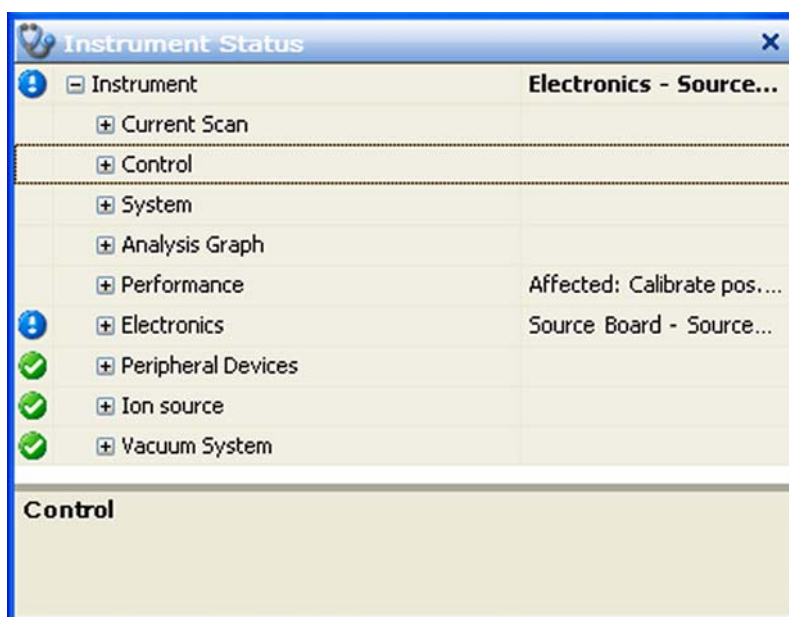 Instrument Status
Instrument Electronics - Source...
Current Scan
Control
System
Analysis Graph
Performance Affected: Calibrate pos....
Electronics Source Board - Source...
Peripheral Devices
Ion source
Vacuum System
Control